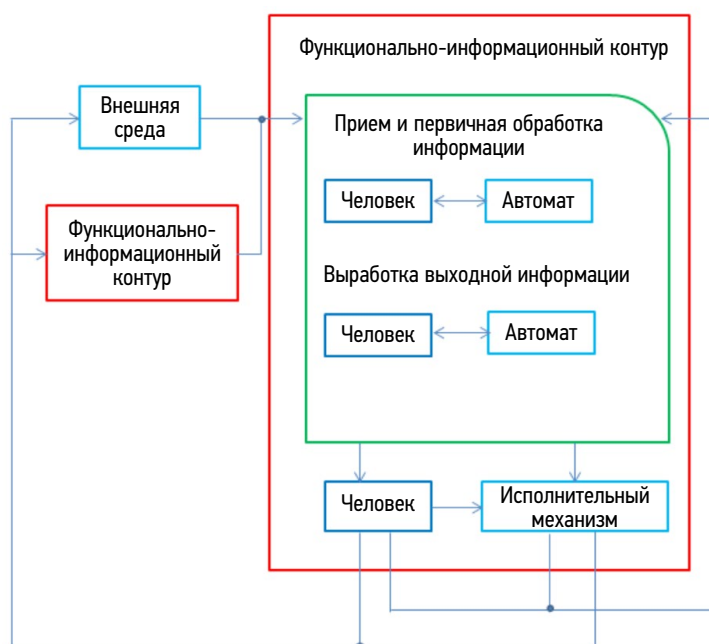 Функционально-информационный контур
Внешняя
среда
Функционально-
информационный
контур
Прием и первичная обработка
информации
Человек
Автомат
Выработка выходной информации
Человек
Автомат
Человек
Исполнительный
механизм